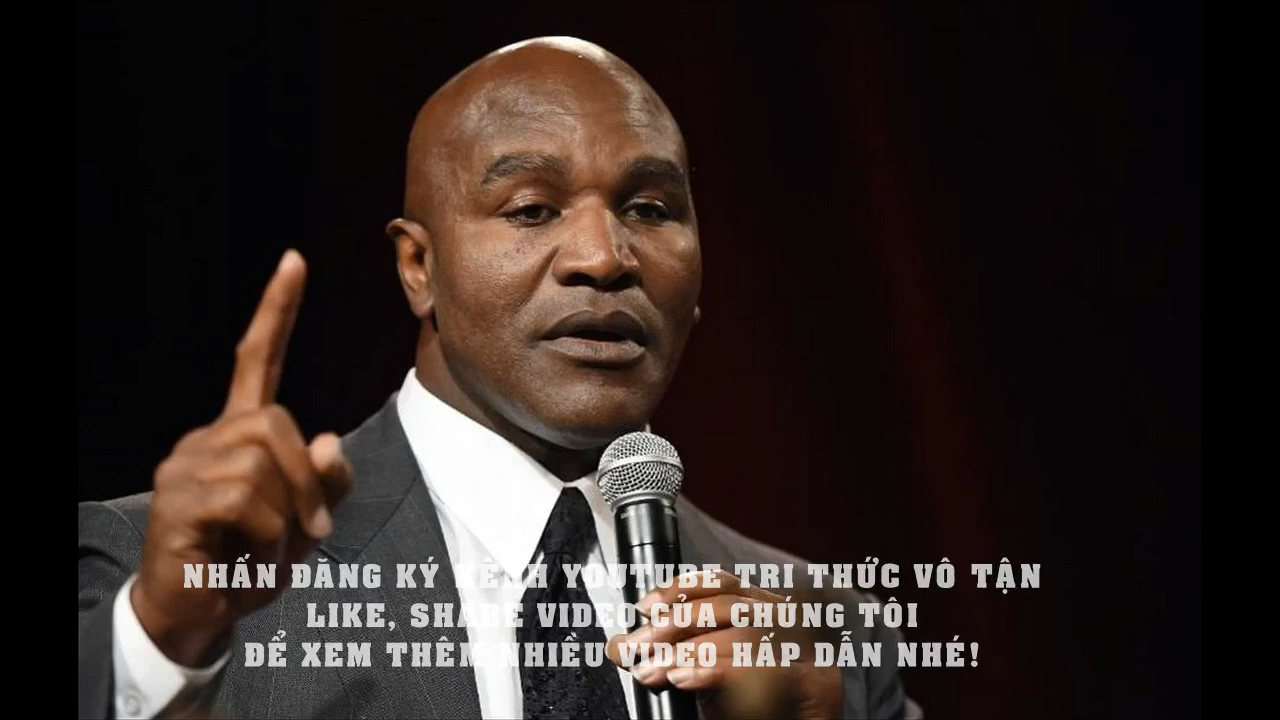 NHẤN ĐĂNG KÝ KÊNH YOUTUBE TRI THỨC VÔ TẬN
LIKE, SHARE VIDEO CỦA CHÚNG TÔI
ĐỂ XEM THÊM NHIỀU VIDEO HẤP DẪN NHÉ!